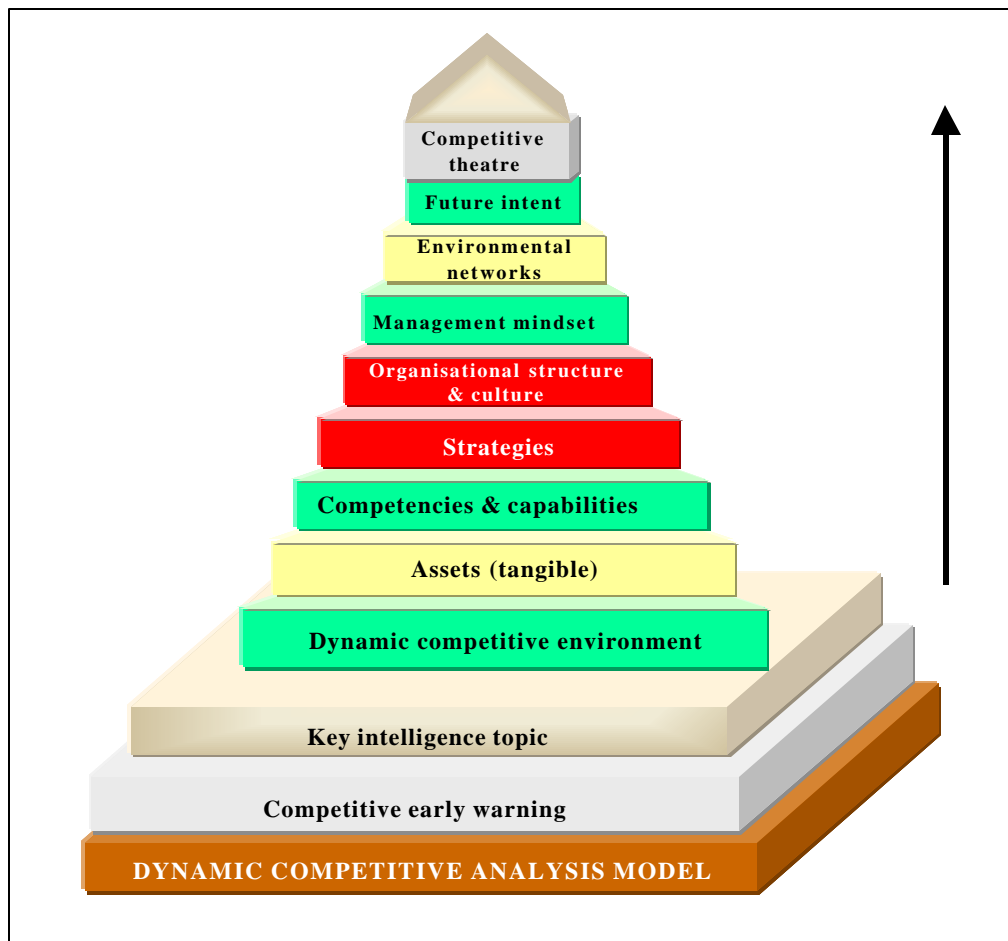 Competitive
theatre
Future intent
Environmental
networks
Management mindset
Organisational structure
& culture
Strategies
Competencies & capabilities
Assets (tangible)
Dynamic competitive environment
Key intelligence topic
Competitive early warning
DYNAMIC COMPETITIVE ANALYSIS MODEL